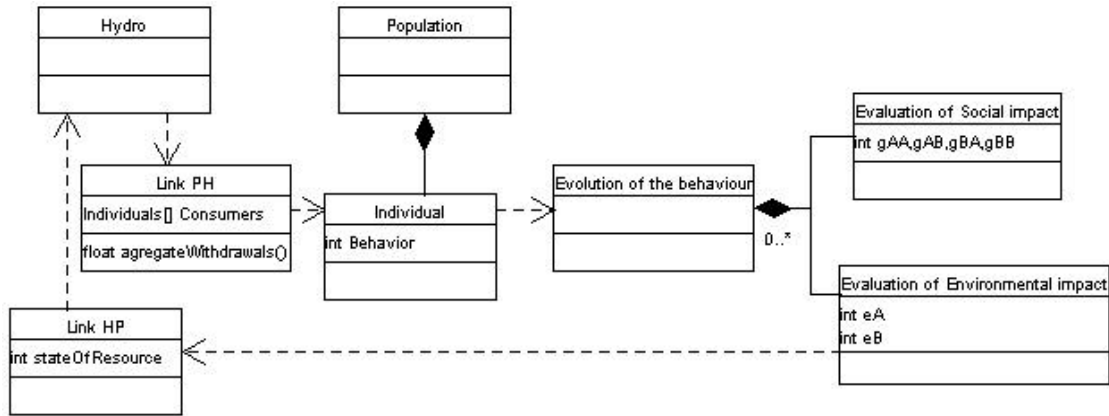 Hydro
Population
Evaluation of Social impact
int gAA,gAB,gBA,gBB
Link PH
Individuals[] Consumers
float agregateWithdrawals()
Individual
int Behavior
Evolution of the behaviour
0..*
Evaluation of Environmental impact
int eA
int eB
Link HP
int stateOfResource